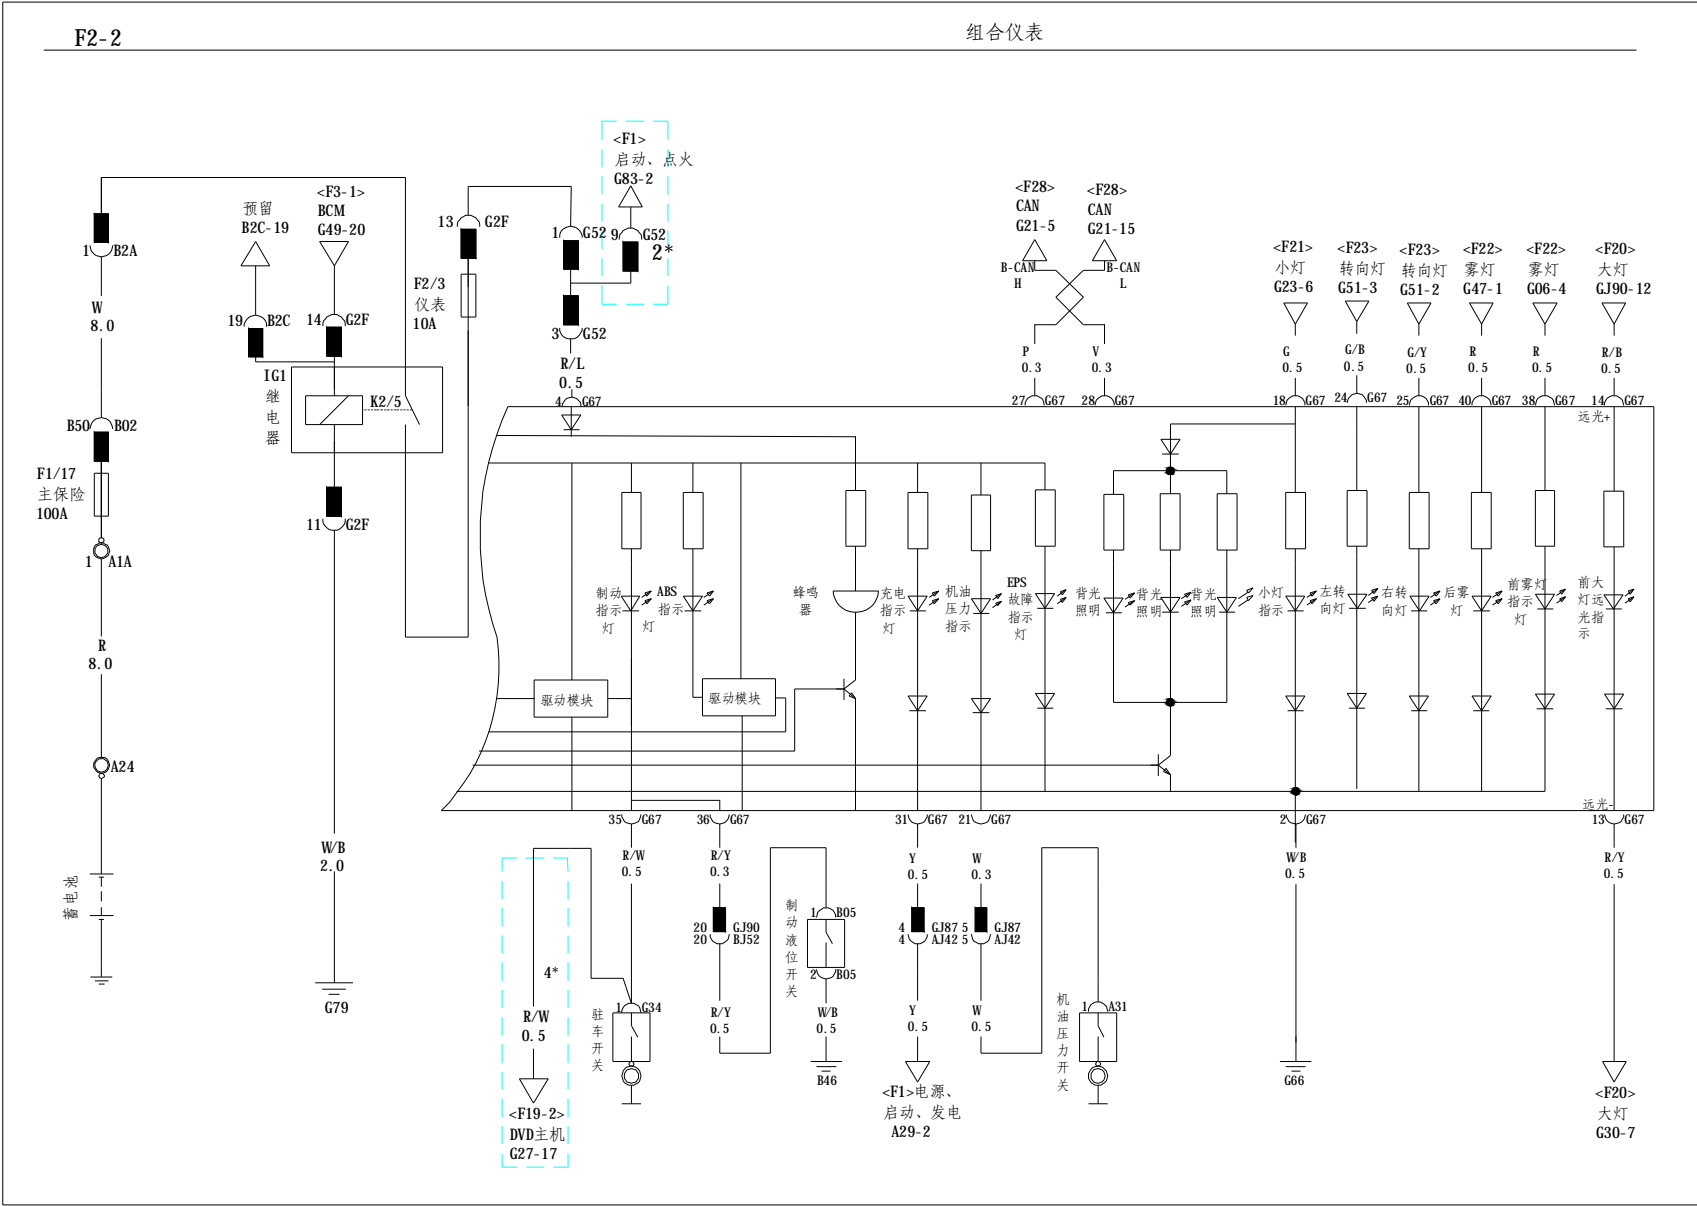 F2-2
组合仪表
<F1>
启动、点火
G83-2
9 G52
2*
1 G52
3 G52
R/L
0.5
4 G67
13 G2F
F2/3
仪表
10A
预留
B2C-19
19 B2C
<F3-1>
BCM
G49-20
14 G2F
IG1
继
电
器
K2/5
11 G2F
W/B
2.0
G79
1 B2A
W
8.0
B50 B02
F1/17
主保险
100A
1 A1A
R
8.0
A24
蓄电池
<F28>
CAN
G21-5
B-CAN
H
P
0.3
27 G67
<F28>
CAN
G21-15
B-CAN
L
V
0.3
28 G67
<F21>
小灯
G23-6
G
0.5
18 G67
<F23>
转向灯
G51-3
G/B
0.5
24 G67
<F23>
转向灯
G51-2
G/Y
0.5
25 G67
<F22>
雾灯
G47-1
R
0.5
40 G67
<F22>
雾灯
G06-4
R
0.5
38 G67
<F20>
大灯
GJ90-12
R/B
0.5
14 G67
远光+
制动
指示
灯
ABS
指示
灯
蜂鸣
器
充电
指示
灯
机油
压力
指示
EPS
故障
指示
灯
背光
照明
背光
照明
背光
照明
小灯
指示
左转
向灯
右转
向灯
后雾
灯
前雾灯
指示
灯
前大
灯远
光指
示
驱动模块
驱动模块
远光-
35 G67
36 G67
31 G67
21 G67
2 G67
13 G67
R/W
0.5
4*
R/W
0.5
<F19-2>
DVD主机
G27-17
1 G34
驻
车
开
关
R/Y
0.3
20 GJ90
20 BJ52
R/Y
0.5
制
动
液
位
开
关
1 B05
2 B05
W/B
0.5
B46
Y
0.5
4 GJ87
4 AJ42
Y
0.5
<F1>电源、
启动、发电
A29-2
W
0.3
5 GJ87
5 AJ42
W
0.5
机
油
压
力
开
关
1 A31
W/B
0.5
G66
R/Y
0.5
<F20>
大灯
G30-7